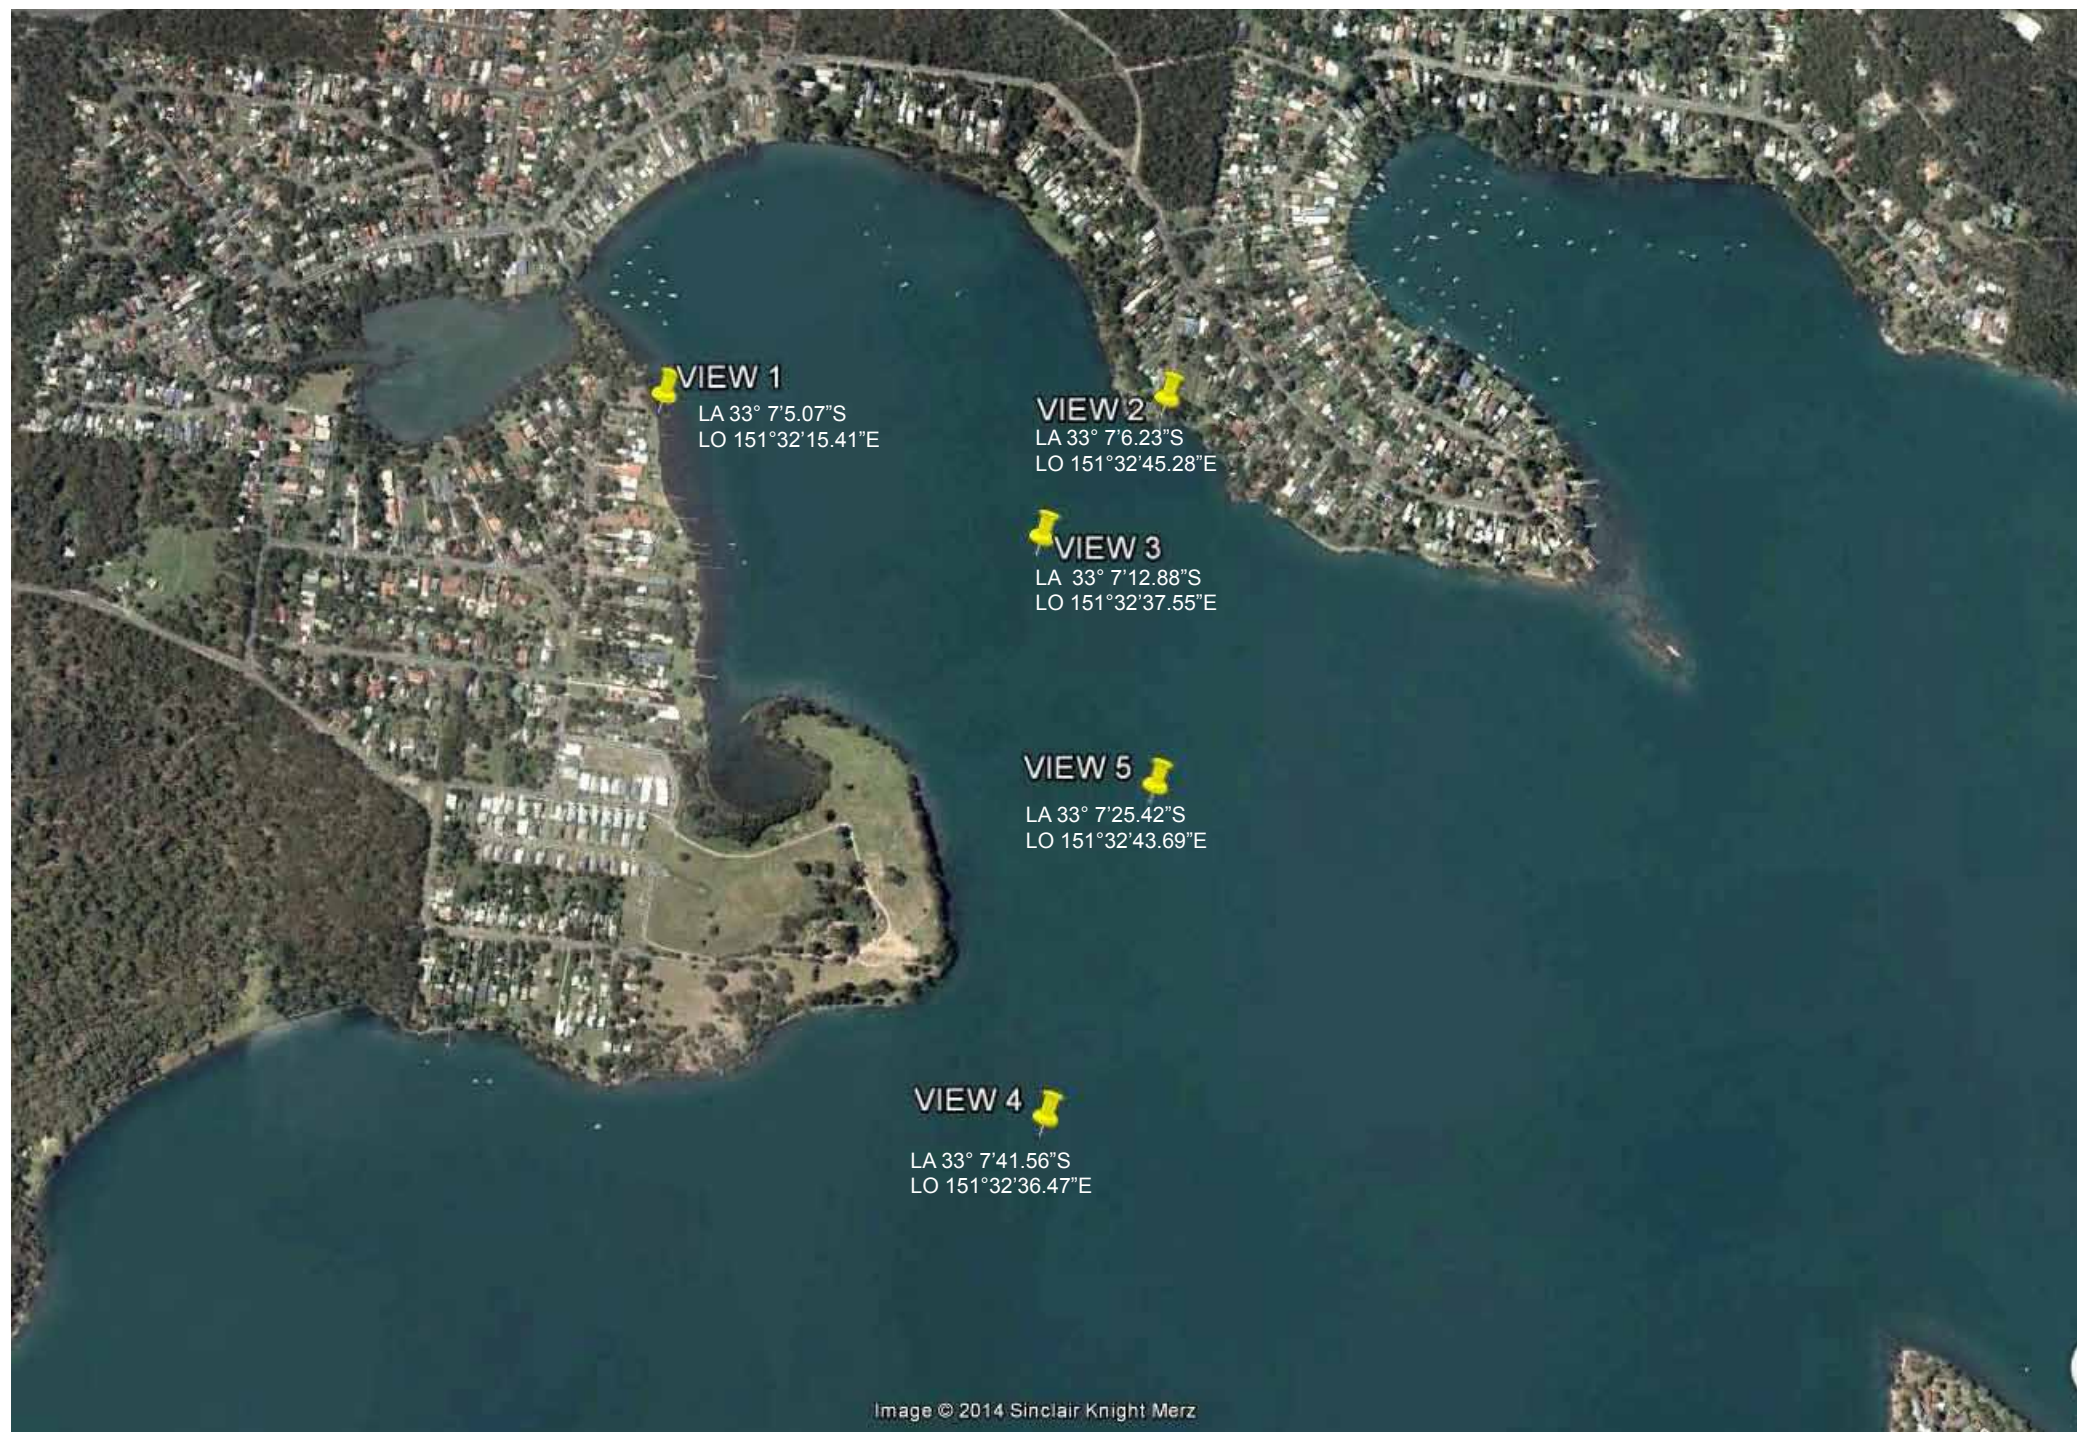 VIEW 1
LA 33° 7’5.07”S
LO 151°32’15.41”E
VIEW 2
LA 33° 7’6.23”S
LO 151°32’45.28”E
VIEW 3
LA  33° 7’12.88”S
LO 151°32’37.55”E
VIEW 5
LA 33° 7’25.42”S
LO 151°32’43.69”E
VIEW 4
LA 33° 7’41.56”S
LO 151°32’36.47”E
Image © 2014 Sinclair Knight Merz